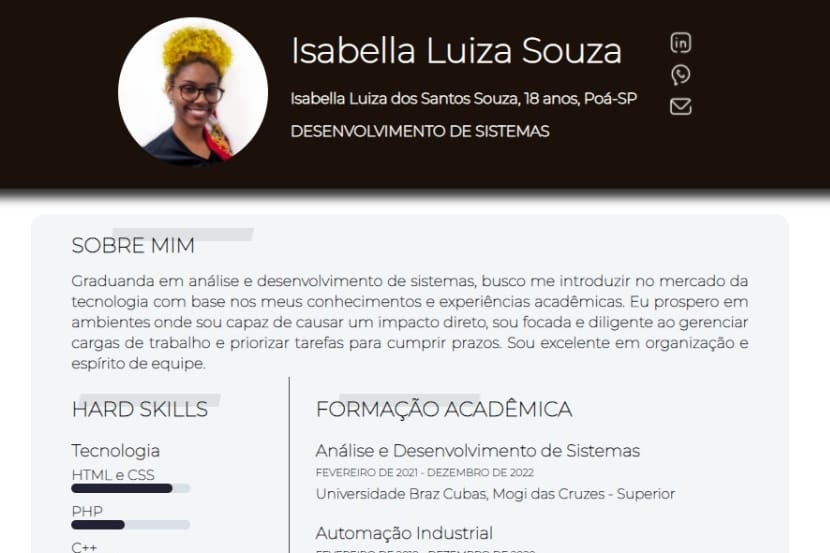 Isabella Luiza Souza
Isabella Luiza dos Santos Souza, 18 anos, Poá-SP
DESENVOLVIMENTO DE SISTEMAS
in
SOBRE MIM
Graduanda em análise e desenvolvimento de sistemas, busco me introduzir no mercado da
tecnologia com base nos meus conhecimentos e experiências acadêmicas. Eu prospero em
ambientes onde sou capaz de causar um impacto direto, sou focada e diligente ao gerenciar
cargas de trabalho e priorizar tarefas para cumprir prazos. Sou excelente em organização e
espírito de equipe.
HARD SKILLS
Tecnologia
HTML e CSS
PHP
C++
FORMAÇÃO ACADÊMICA
Análise e Desenvolvimento de Sistemas
FEVEREIRO DE 2021 - DEZEMBRO DE 2022
Universidade Braz Cubas, Mogi das Cruzes - Superior
Automação Industrial